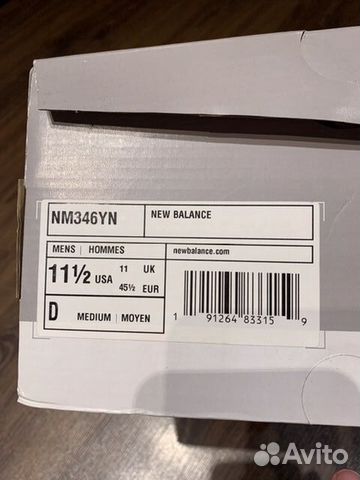 NM346YN NEW BALANCE
MENS | HOMMES newbalance.com
11½ USA 11 UK
45½ EUR
D MEDIUM | MOYEN
1 91264 83315 9
Avito